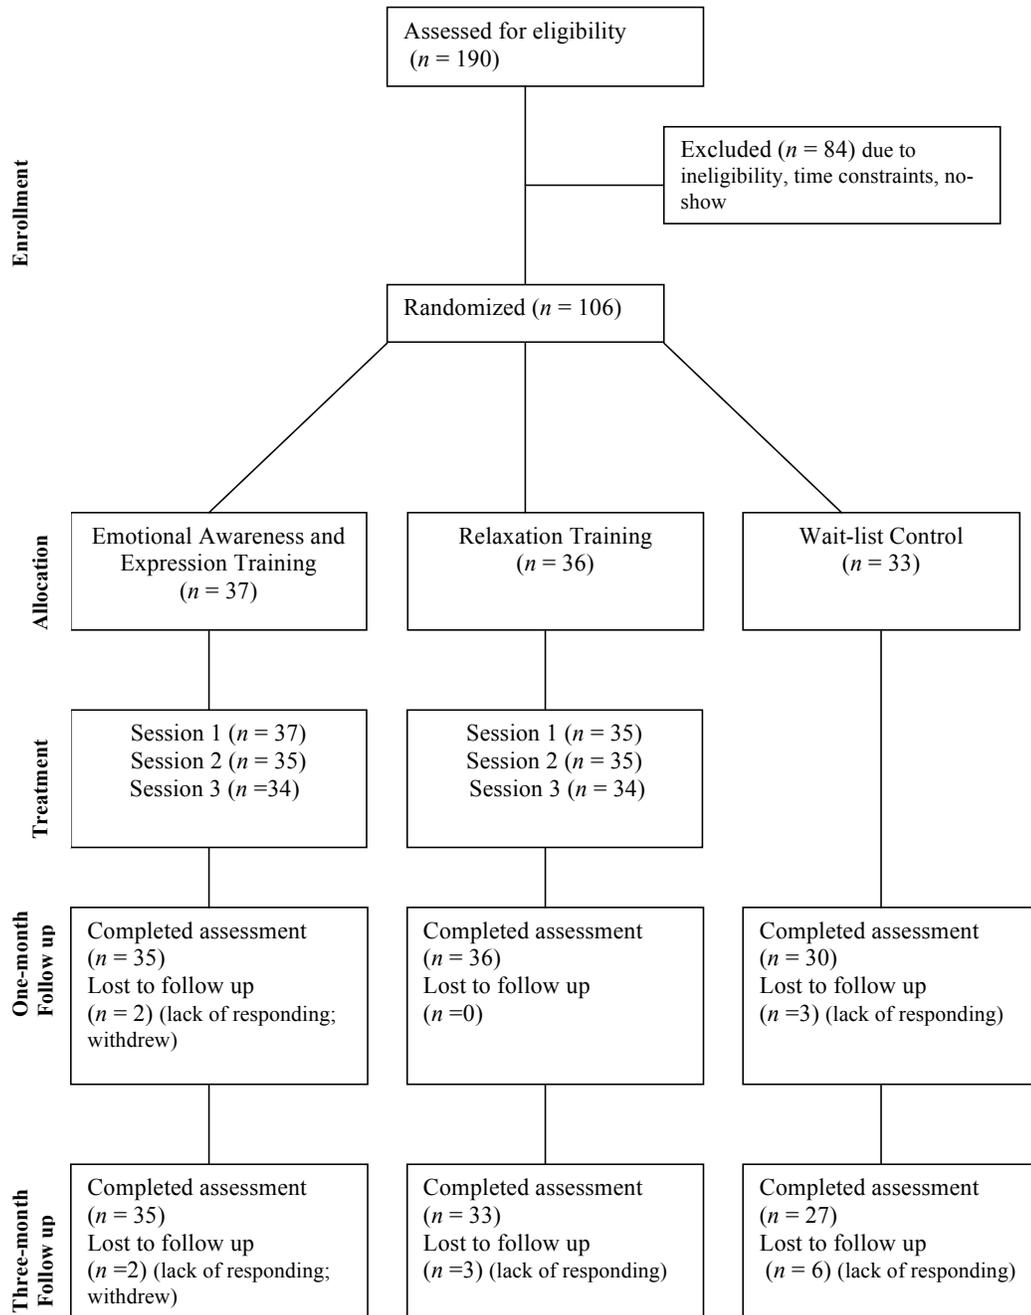 Assessed for eligibility
(n = 190)
Excluded (n = 84) due to
ineligibility, time constraints, no-
show
Enrollment
Randomized (n = 106)
Allocation
Emotional Awareness and
Expression Training
(n = 37)
Relaxation Training
(n = 36)
Wait-list Control
(n = 33)
Treatment
Session 1 (n = 37)
Session 2 (n = 35)
Session 3 (n =34)
Session 1 (n = 35)
Session 2 (n = 35)
Session 3 (n = 34)
One-month
Follow up
Completed assessment
(n = 35)
Lost to follow up
(n = 2) (lack of responding;
withdrew)
Completed assessment
(n = 36)
Lost to follow up
(n =0)
Completed assessment
(n = 30)
Lost to follow up
(n =3) (lack of responding)
Three-month
Follow up
Completed assessment
(n = 35)
Lost to follow up
(n =2) (lack of responding;
withdrew)
Completed assessment
(n = 33)
Lost to follow up
(n =3) (lack of responding)
Completed assessment
(n = 27)
Lost to follow up
(n = 6) (lack of responding)